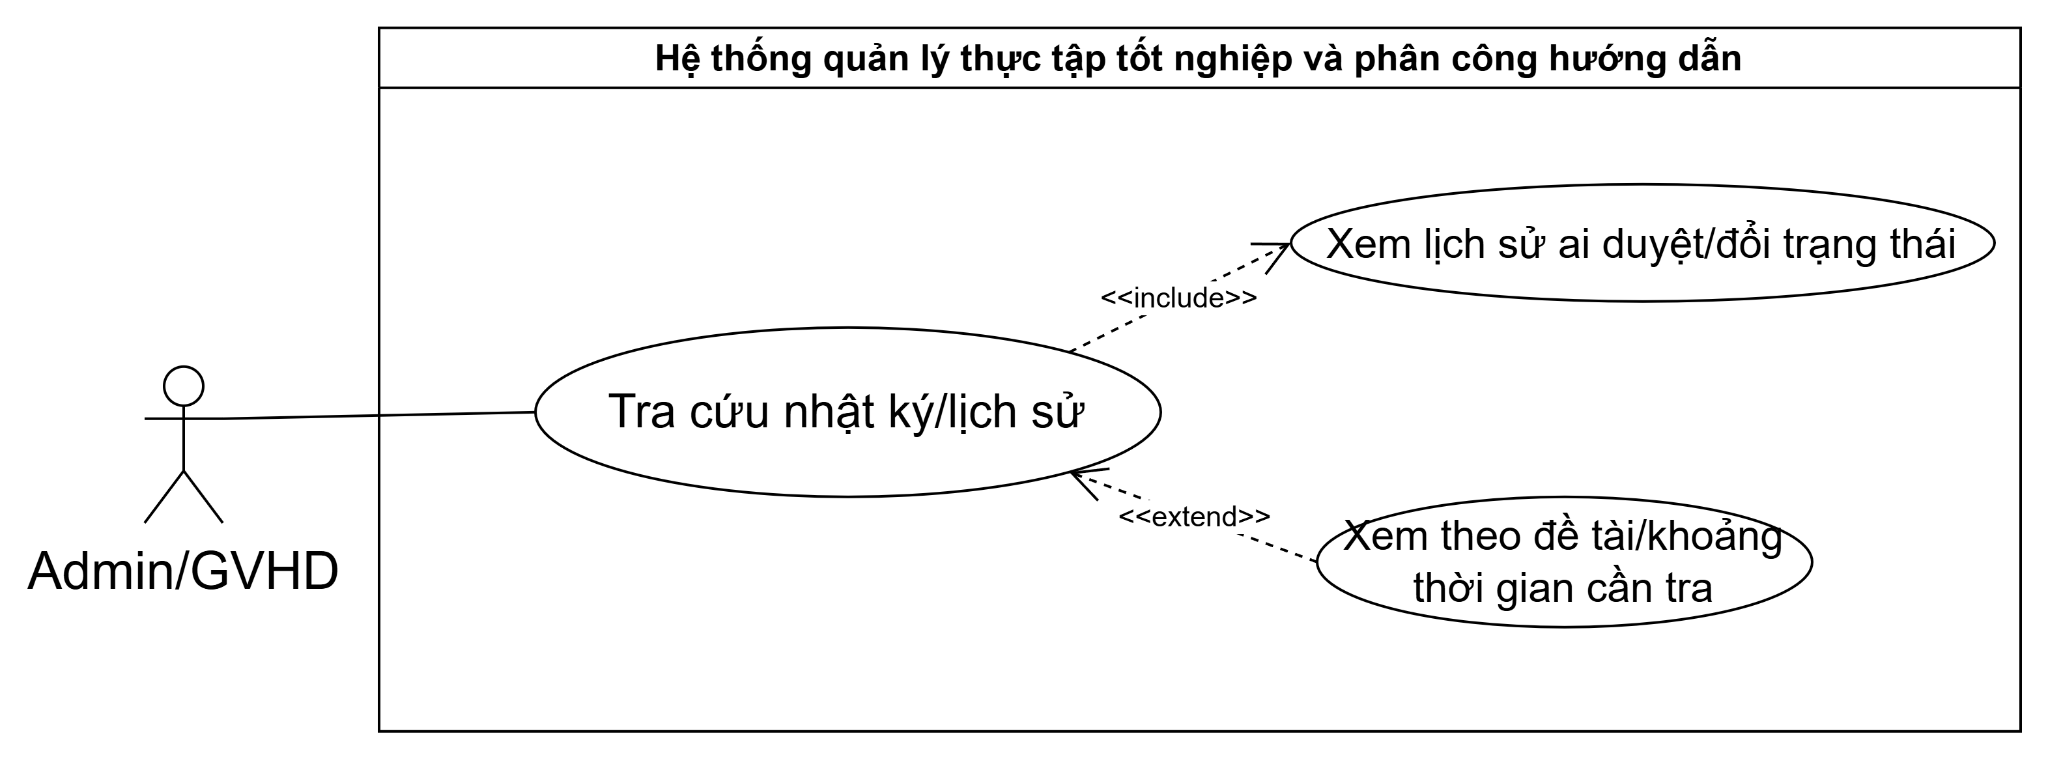 Hệ thống quản lý thực tập tốt nghiệp và phân công hướng dẫn
Xem lịch sử ai duyệt/đổi trạng thái
<<include>>
Tra cứu nhật ký/lịch sử
<<extend>>
Xem theo đề tài/khoảng
thời gian cần tra
Admin/GVHD